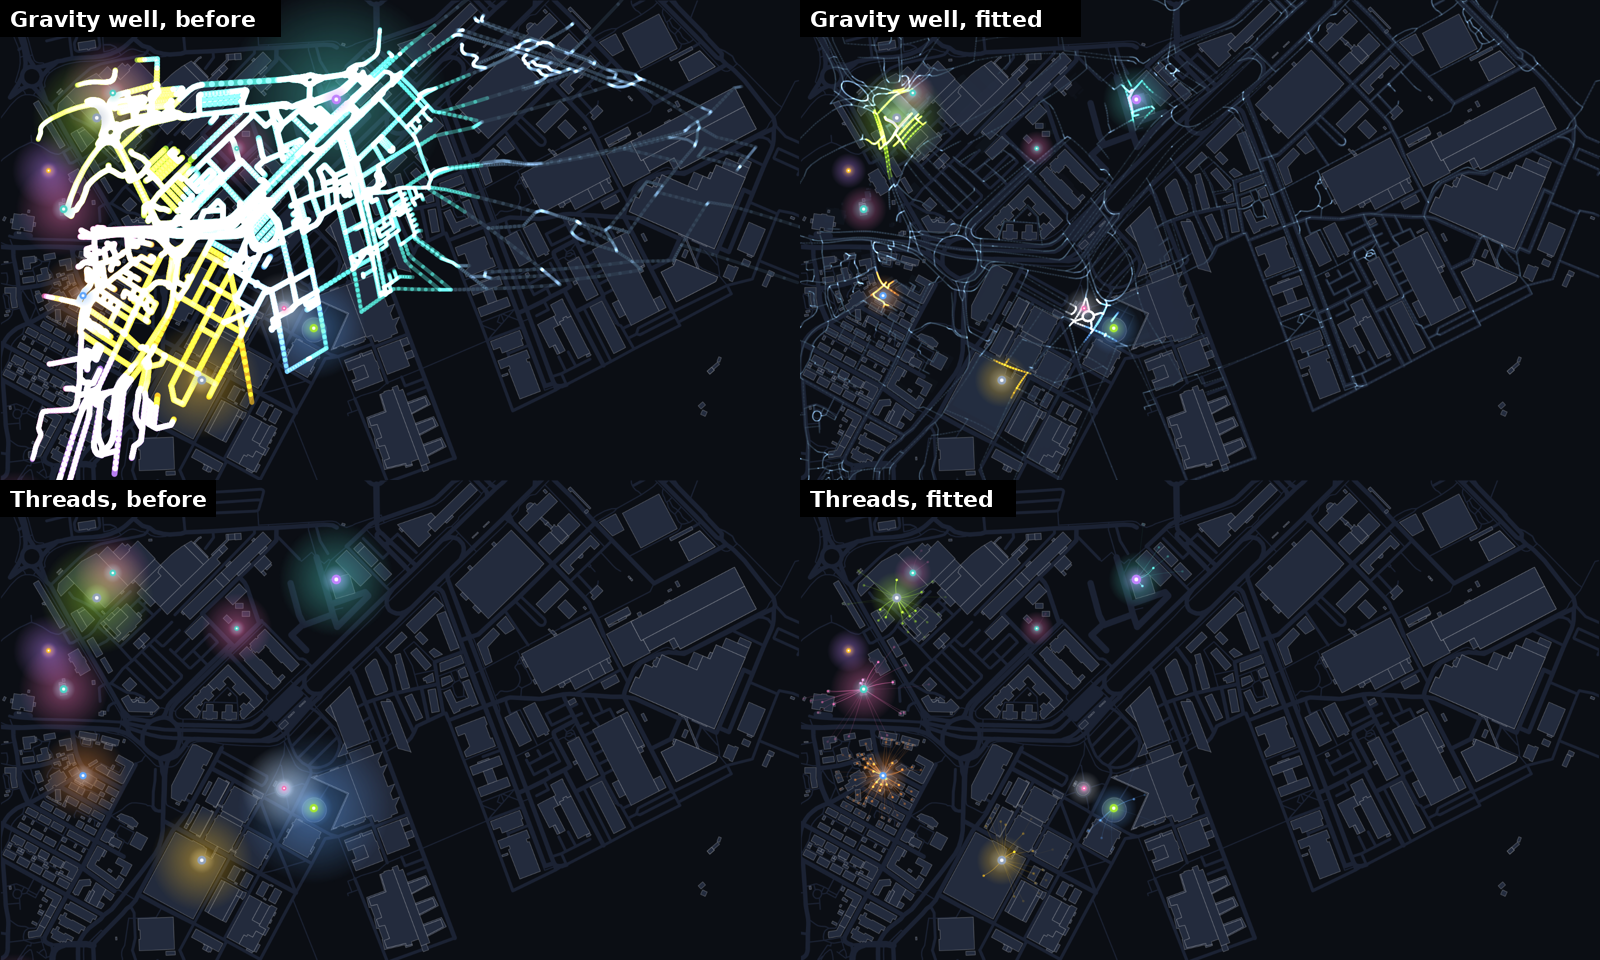 Gravity well, before
Gravity well, fitted
Threads, before
Threads, fitted